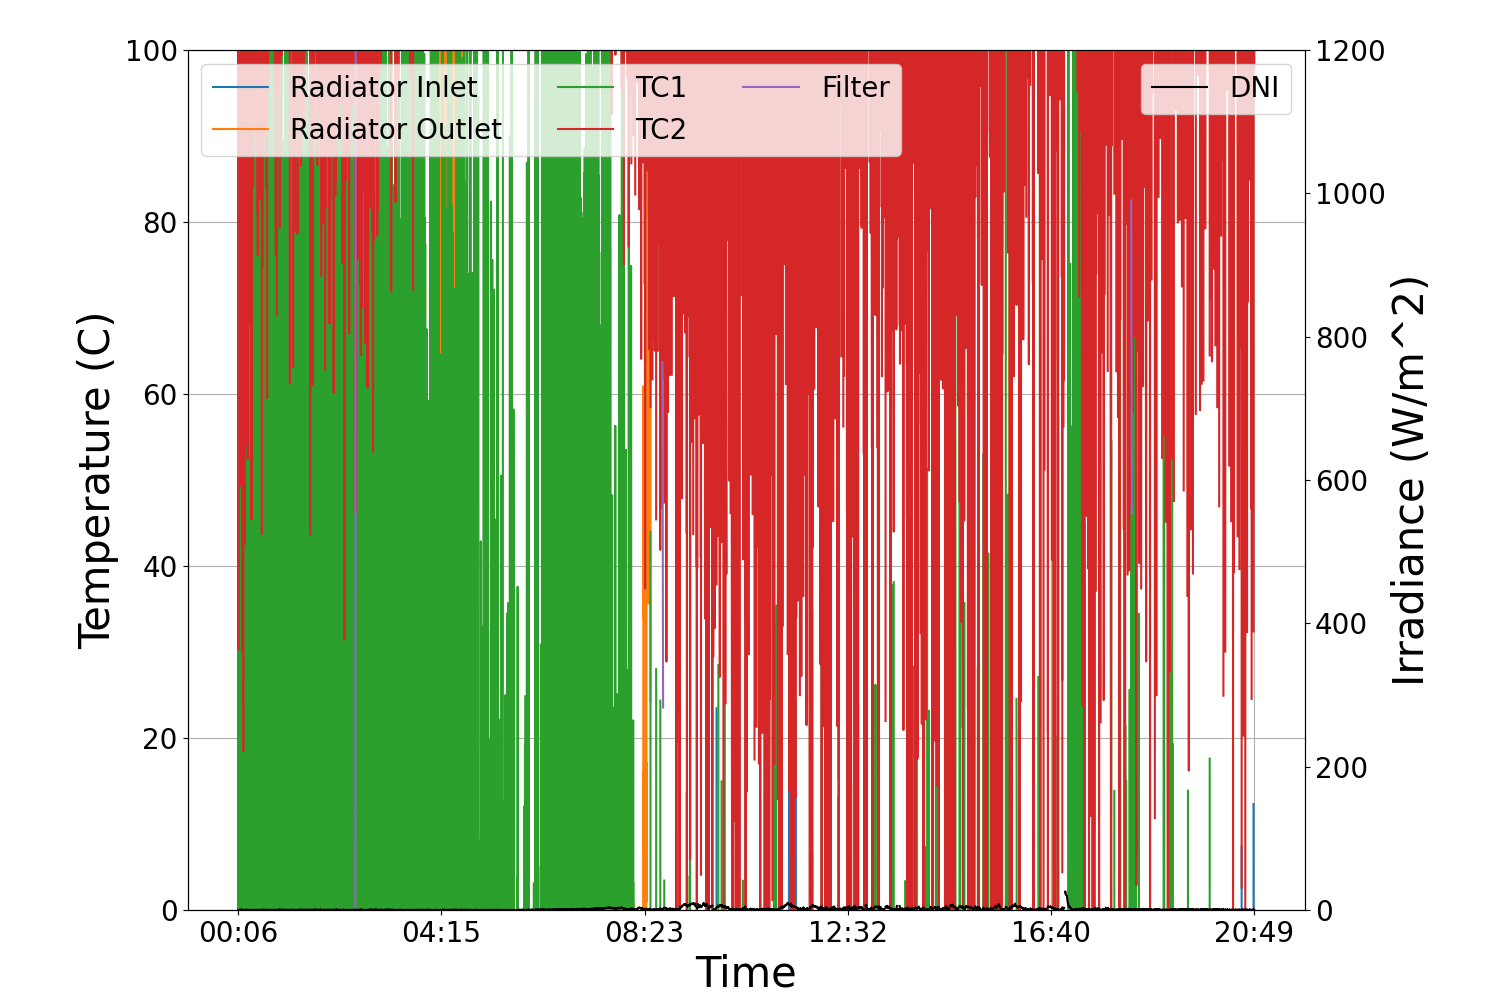 100
80
60
40
20
0
Temperature (C)
Radiator Inlet
Radiator Outlet
TC1
TC2
Filter
DNI
1200
1000
800
600
400
200
0
Irradiance (W/m^2)
00:06
04:15
08:23
12:32
16:40
20:49
Time